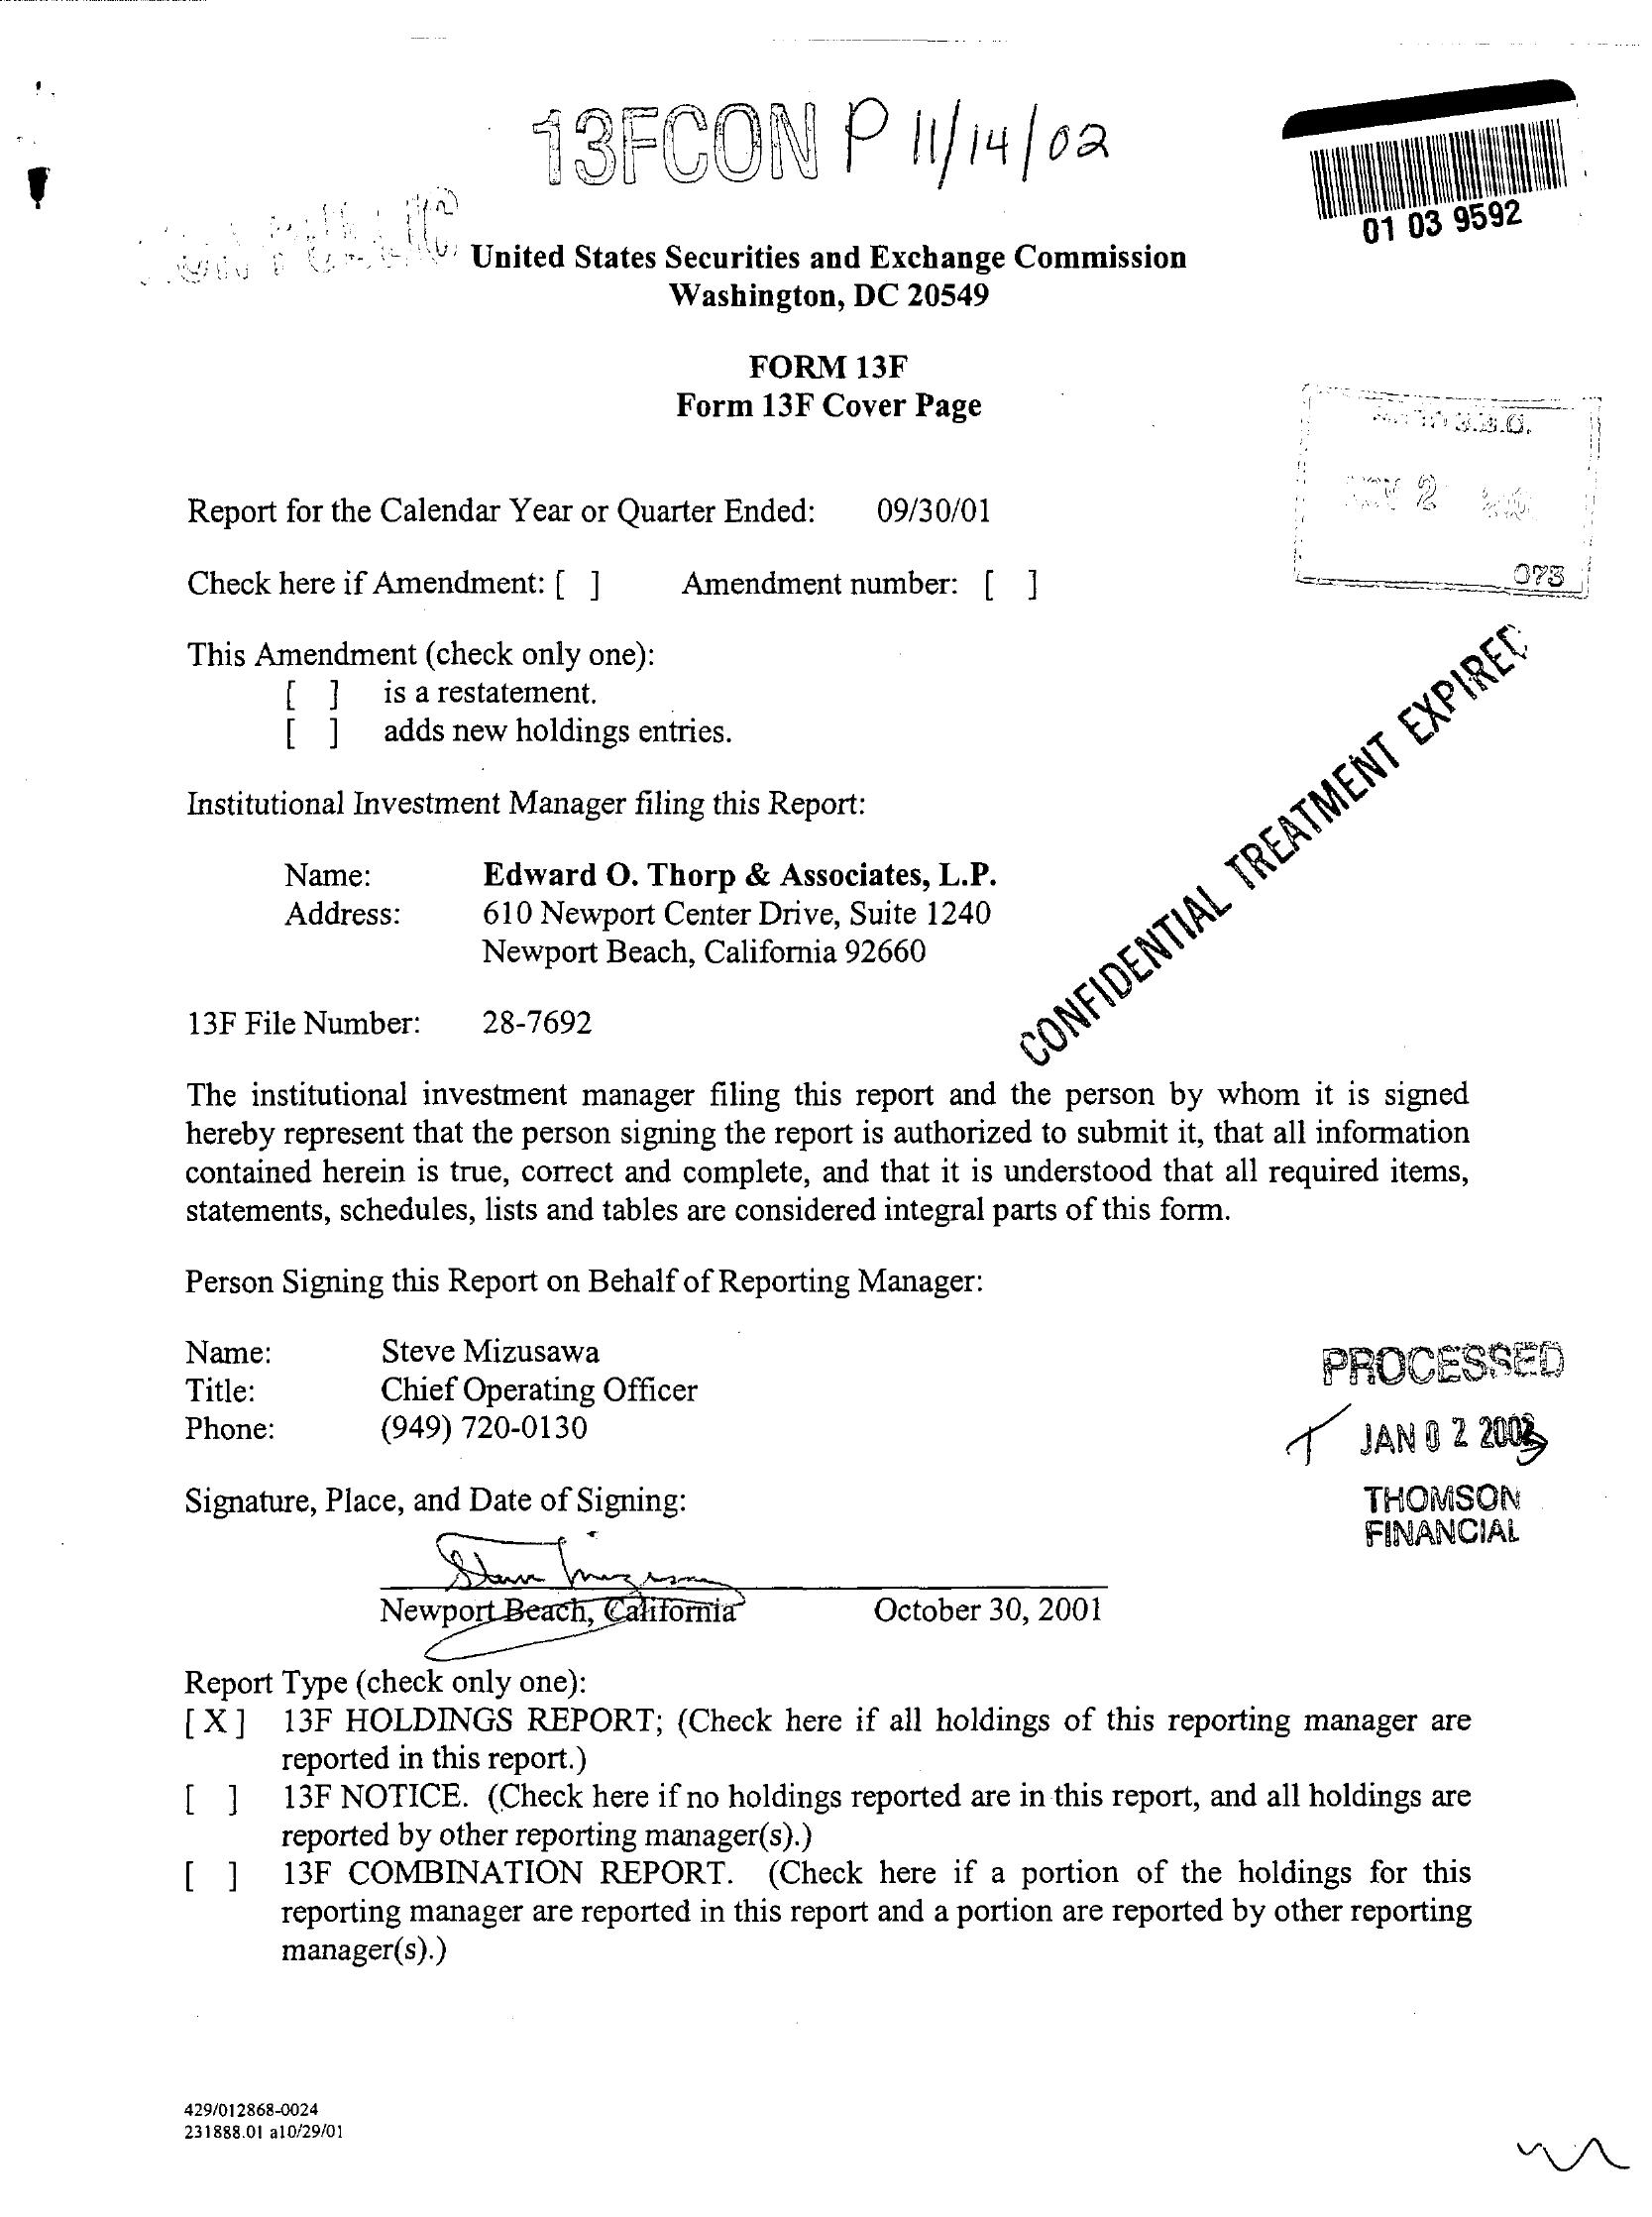 13FCON P 11/14/02
01 03 9592
United States Securities and Exchange Commission
Washington, DC 20549
FORM 13F
Form 13F Cover Page
S.E.C.
2
073
Report for the Calendar Year or Quarter Ended: 09/30/01
Check here if Amendment: [ ] Amendment number: [ ]
This Amendment (check only one):
[ ] is a restatement.
[ ] adds new holdings entries.
CONFIDENTIAL TREATMENT EXPIRED
Institutional Investment Manager filing this Report:
Name: Edward O. Thorp & Associates, L.P.
Address: 610 Newport Center Drive, Suite 1240
Newport Beach, California 92660
13F File Number: 28-7692
The institutional investment manager filing this report and the person by whom it is signed
hereby represent that the person signing the report is authorized to submit it, that all information
contained herein is true, correct and complete, and that it is understood that all required items,
statements, schedules, lists and tables are considered integral parts of this form.
Person Signing this Report on Behalf of Reporting Manager:
Name: Steve Mizusawa
Title: Chief Operating Officer
Phone: (949) 720-0130
PROCESSED
JAN 02 2003
THOMSON
FINANCIAL
Signature, Place, and Date of Signing:
Newport Beach, California October 30, 2001
Report Type (check only one):
[ X ] 13F HOLDINGS REPORT; (Check here if all holdings of this reporting manager are
reported in this report.)
[ ] 13F NOTICE. (Check here if no holdings reported are in this report, and all holdings are
reported by other reporting manager(s).)
[ ] 13F COMBINATION REPORT. (Check here if a portion of the holdings for this
reporting manager are reported in this report and a portion are reported by other reporting
manager(s).)
429/012868-0024
231888.01 a10/29/01